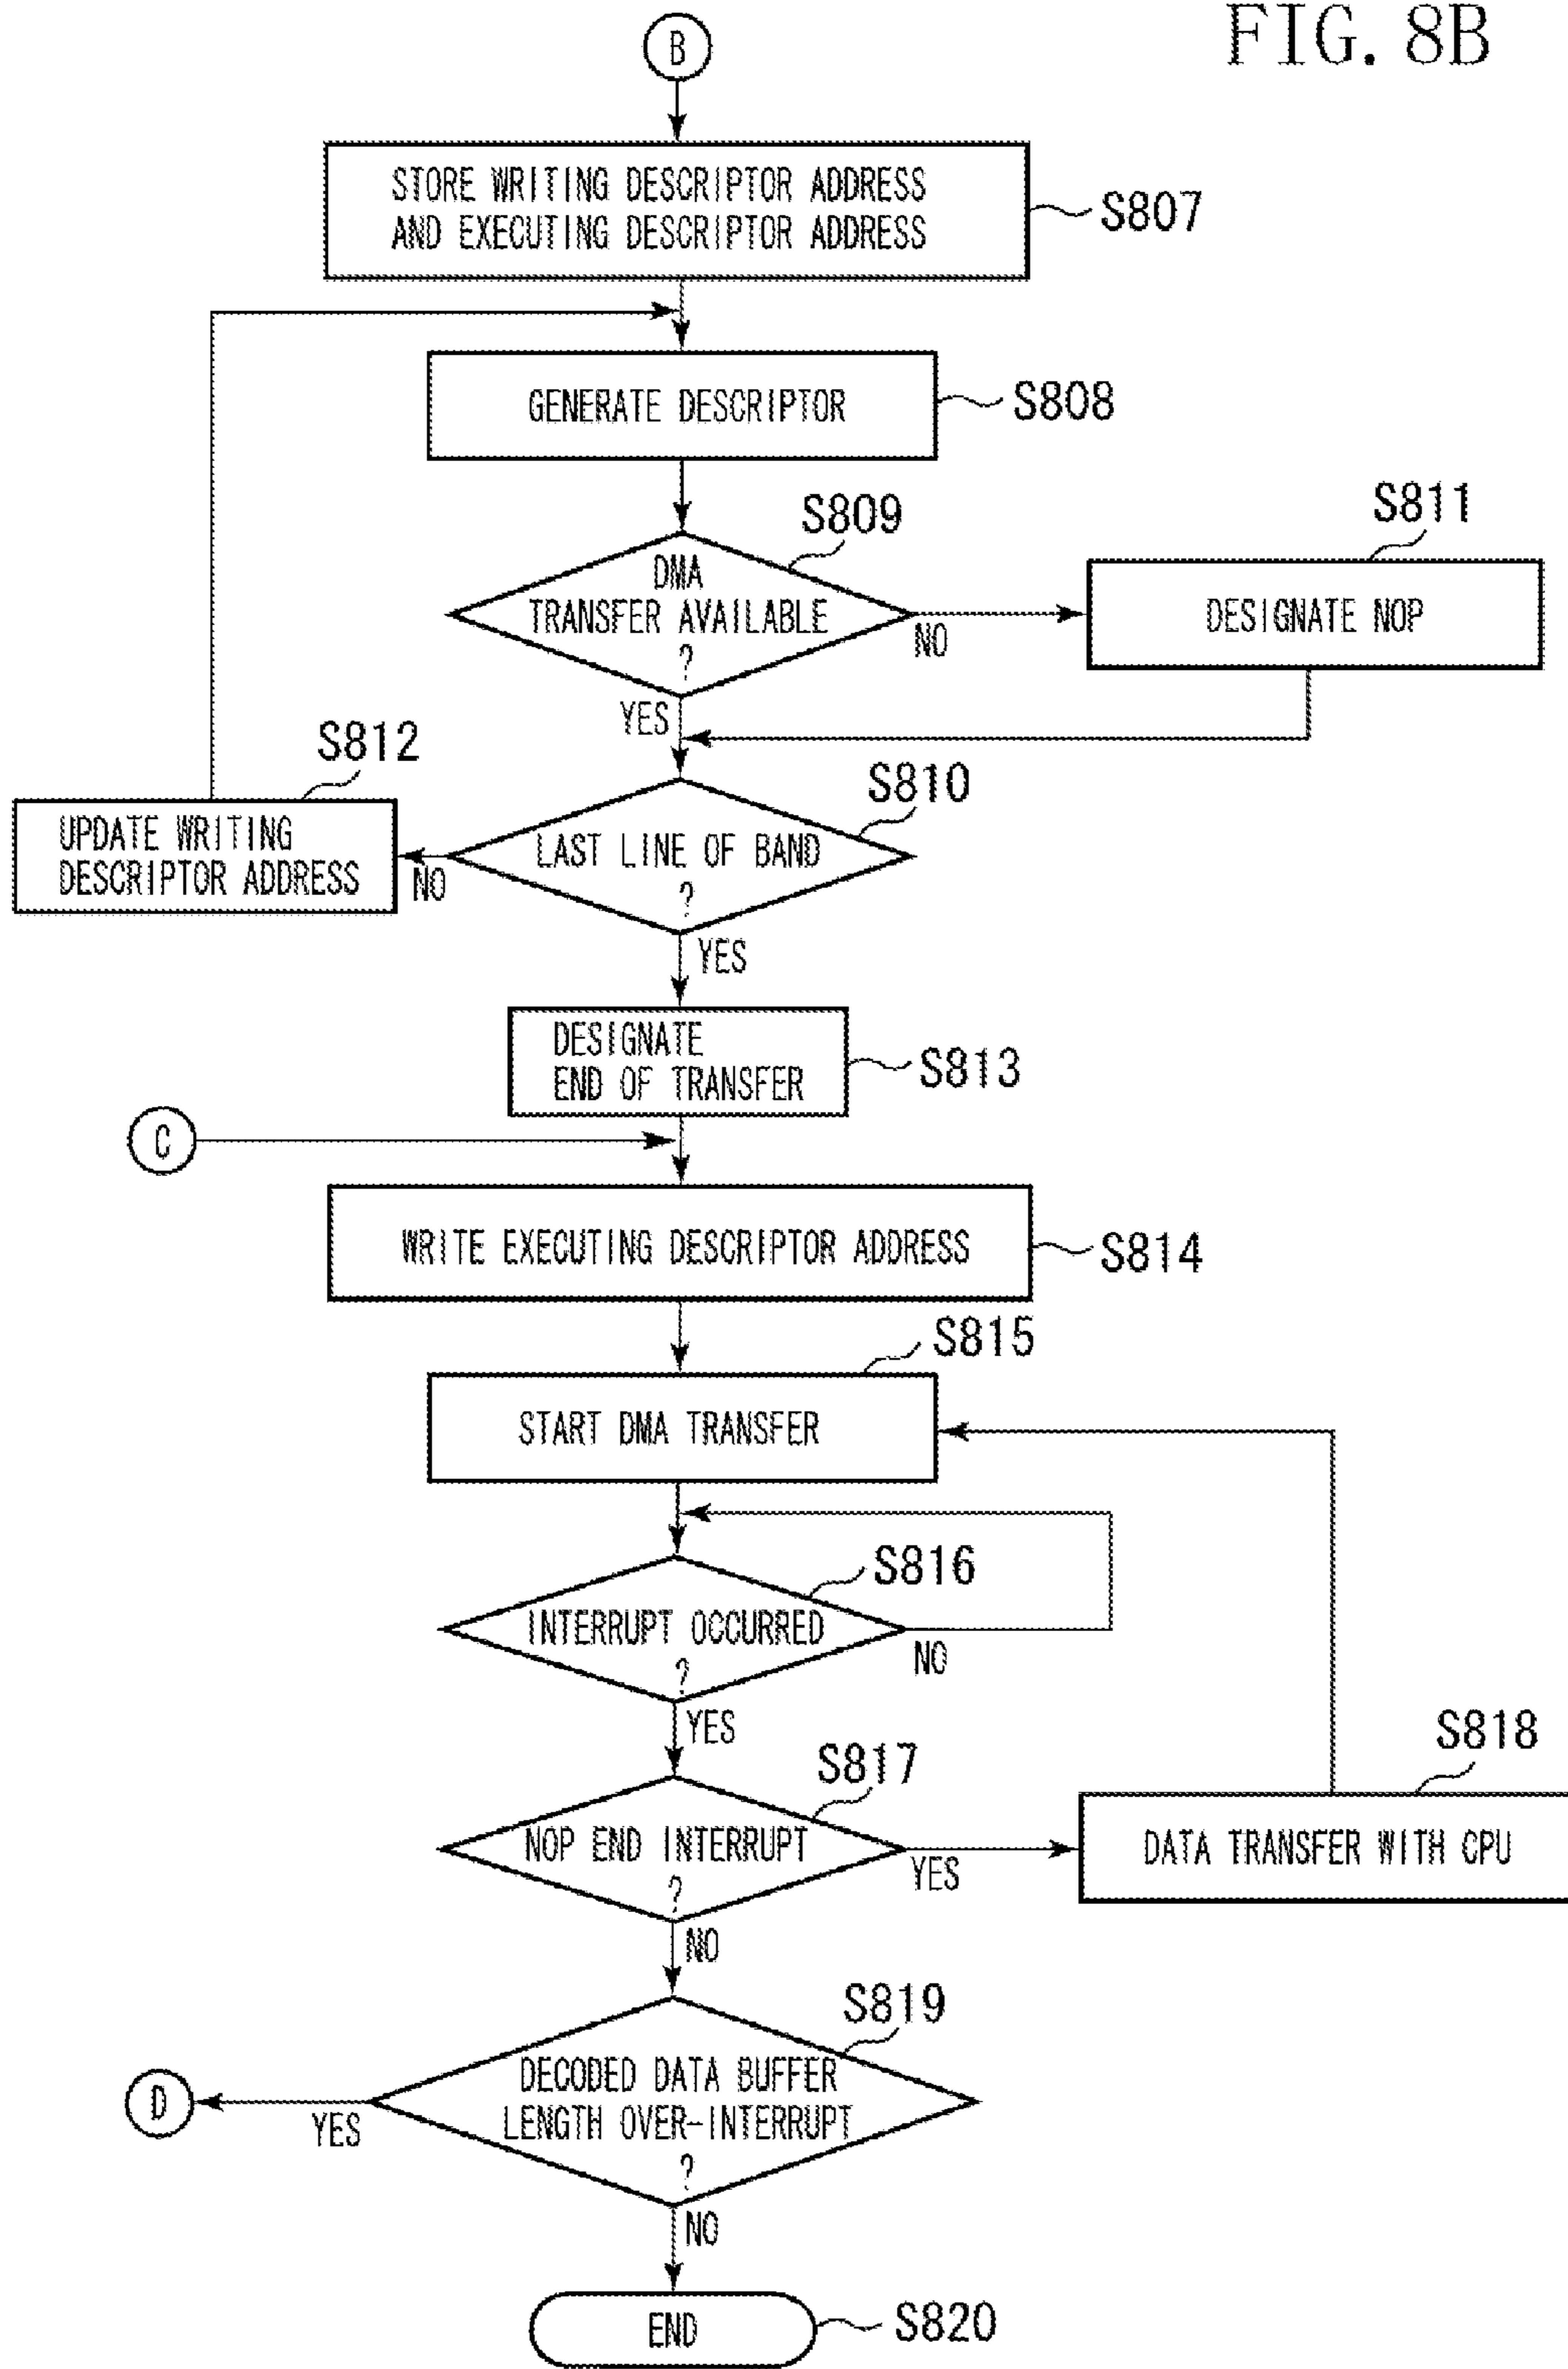 FIG. 8B
B
STORE WRITING DESCRIPTOR ADDRESS
AND EXECUTING DESCRIPTOR ADDRESS
S807
GENERATE DESCRIPTOR
S808
S809
DMA
TRANSFER AVAILABLE
?
NO
YES
S811
DESIGNATE NOP
S812
UPDATE WRITING
DESCRIPTOR ADDRESS
S810
LAST LINE OF BAND
?
NO
YES
DESIGNATE
END OF TRANSFER
S813
C
WRITE EXECUTING DESCRIPTOR ADDRESS
S814
S815
START DMA TRANSFER
S816
INTERRUPT OCCURRED
?
NO
YES
S817
NOP END INTERRUPT
?
YES
NO
S818
DATA TRANSFER WITH CPU
S819
DECODED DATA BUFFER
LENGTH OVER-INTERRUPT
?
D
YES
NO
END
S820